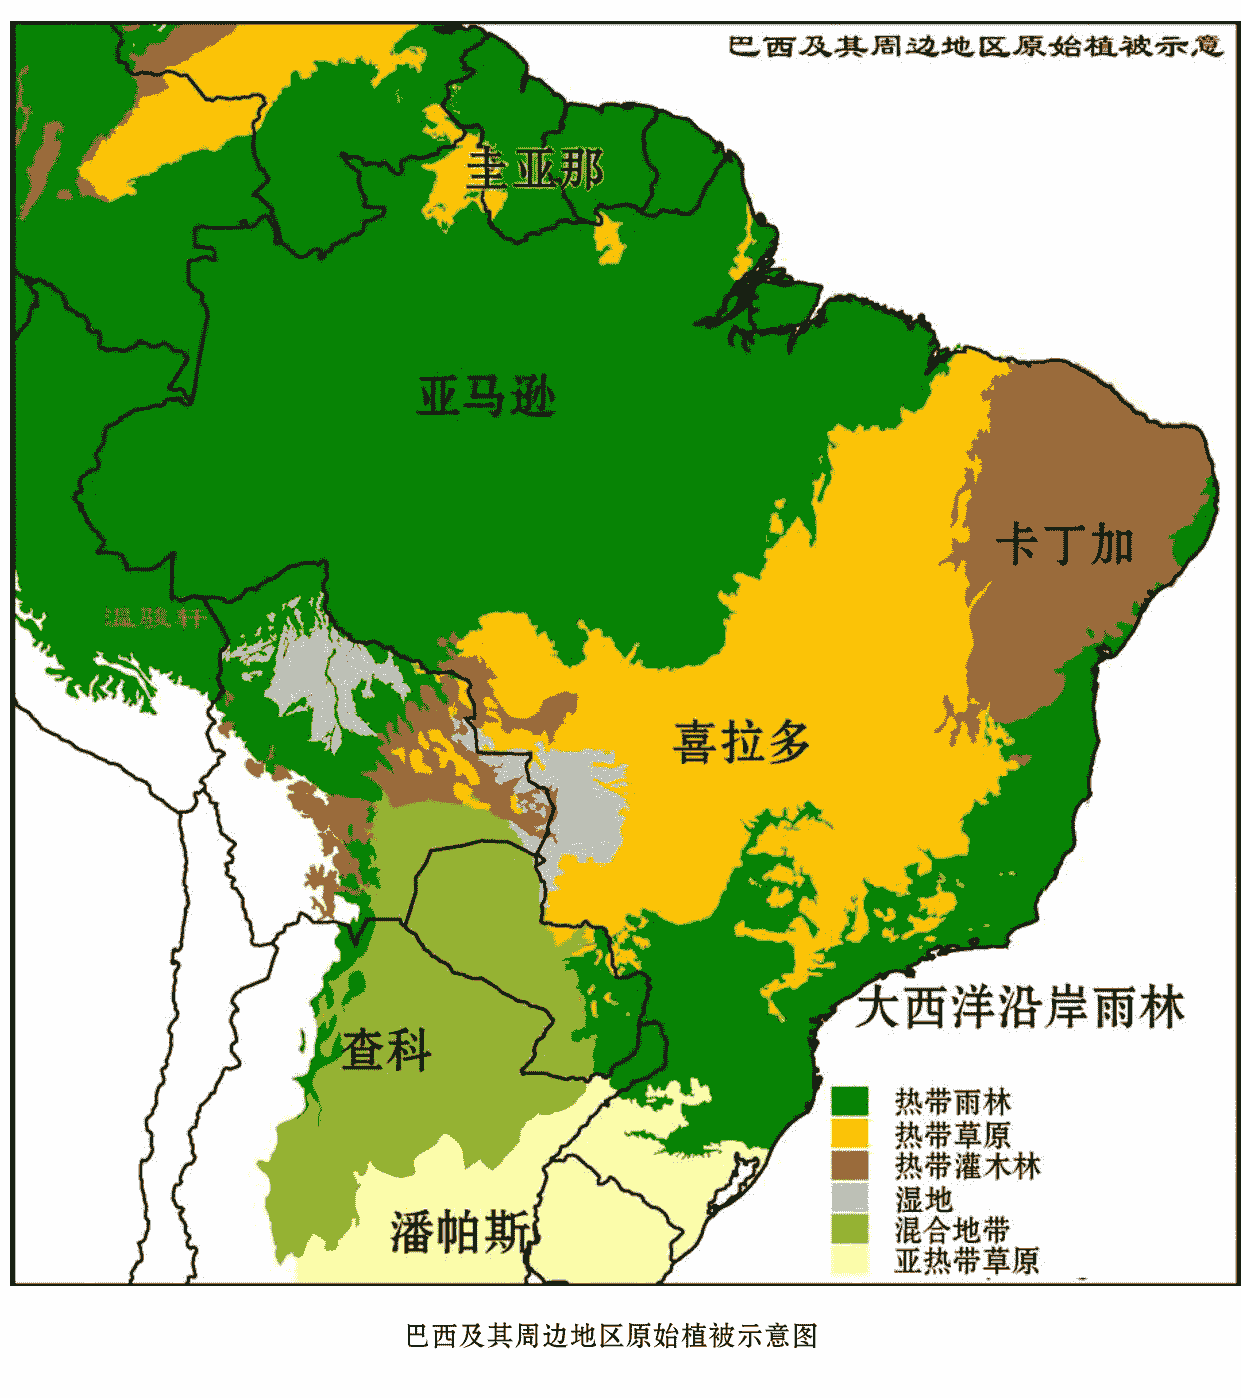 巴西及其周边地区原始植被示意
圭亚那
亚马逊
卡丁加
温骏轩
喜拉多
大西洋沿岸雨林
查科
潘帕斯
热带雨林
热带草原
热带灌木林
湿地
混合地带
亚热带草原
巴西及其周边地区原始植被示意图